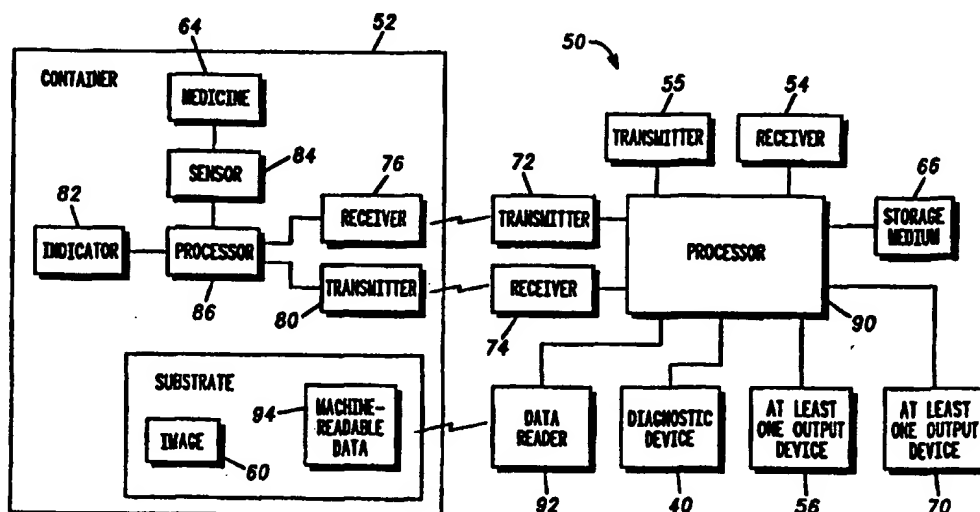 52
50
64
CONTAINER
MEDICINE
55
54
TRANSMITTER
RECEIVER
84
SENSOR
76
72
66
82
RECEIVER
TRANSMITTER
STORAGE
MEDIUM
INDICATOR
PROCESSOR
PROCESSOR
TRANSMITTER
RECEIVER
86
80
74
90
SUBSTRATE
94
MACHINE-
READABLE
DATA
IMAGE
60
DATA
READER
DIAGNOSTIC
DEVICE
AT LEAST
ONE OUTPUT
DEVICE
AT LEAST
ONE OUTPUT
DEVICE
92
40
56
70